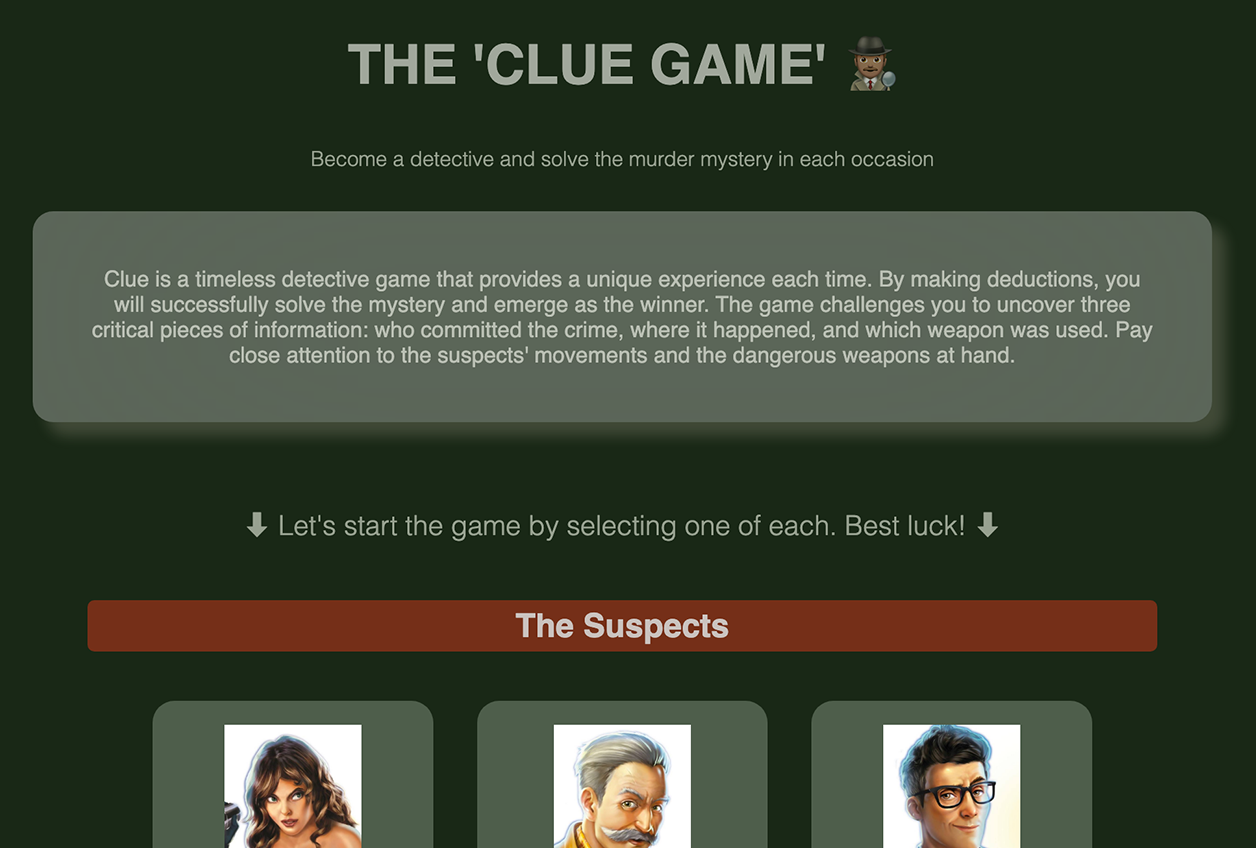 THE 'CLUE GAME'
Become a detective and solve the murder mystery in each occasion
Clue is a timeless detective game that provides a unique experience each time. By making deductions, you
will successfully solve the mystery and emerge as the winner. The game challenges you to uncover three
critical pieces of information: who committed the crime, where it happened, and which weapon was used. Pay
close attention to the suspects' movements and the dangerous weapons at hand.
Let's start the game by selecting one of each. Best luck!
The Suspects